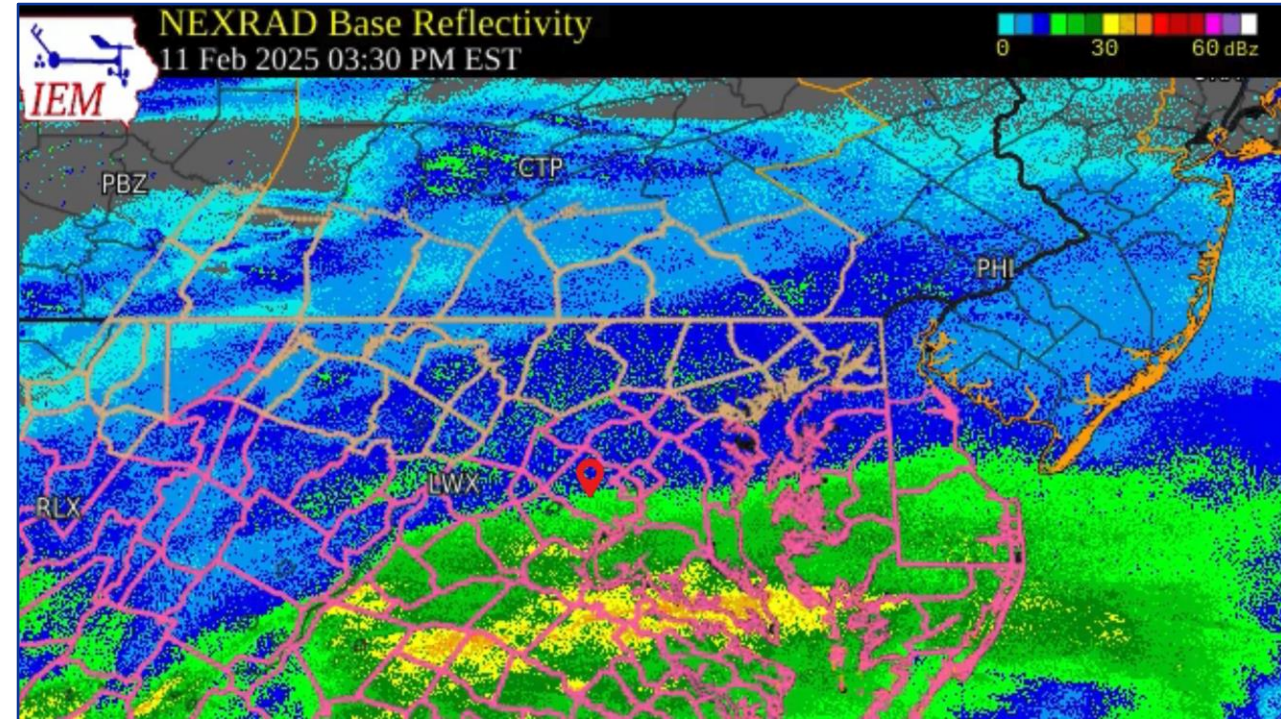 NEXRAD Base Reflectivity
11 Feb 2025 03:30 PM EST
IEM
0 30 60 dBz
CTP
PBZ
PHI
LWX
RLX